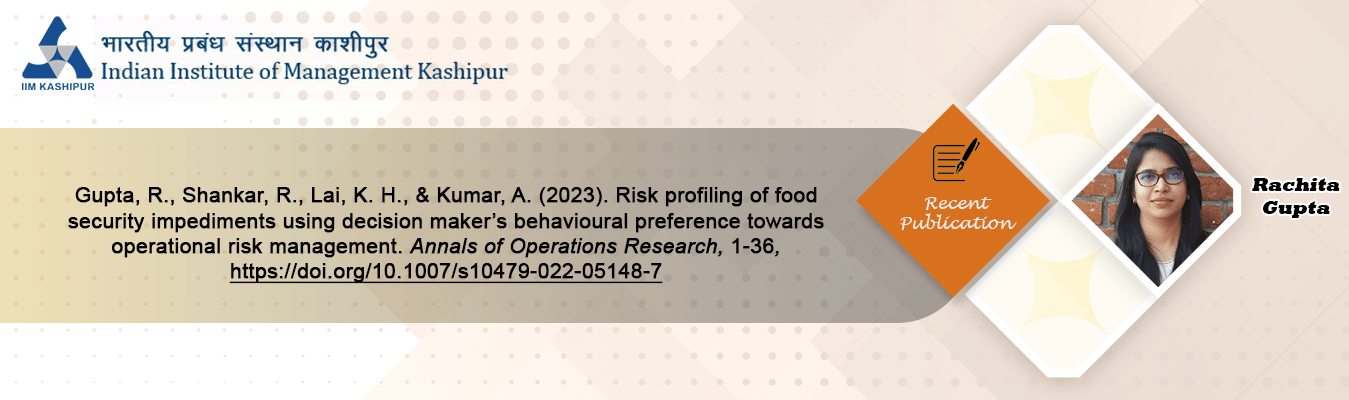 भारतीय प्रबंध संस्थान काशीपुर
Indian Institute of Management Kashipur
IIM KASHIPUR
Gupta, R., Shankar, R., Lai, K. H., & Kumar, A. (2023). Risk profiling of food
security impediments using decision maker’s behavioural preference towards
operational risk management. Annals of Operations Research, 1-36,
https://doi.org/10.1007/s10479-022-05148-7
Recent
Publication
Rachita
Gupta